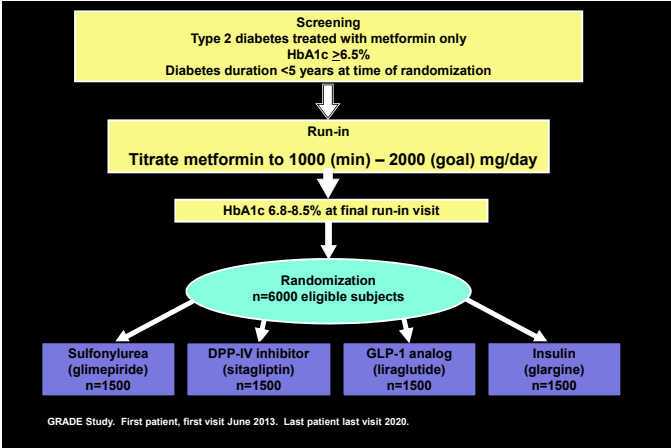 Screening
Type 2 diabetes treated with metformin only
HbA1c ≥6.5%
Diabetes duration <5 years at time of randomization
Run-in
Titrate metformin to 1000 (min) – 2000 (goal) mg/day
HbA1c 6.8-8.5% at final run-in visit
Randomization
n=6000 eligible subjects
Sulfonylurea
(glimepiride)
n=1500
DPP-IV inhibitor
(sitagliptin)
n=1500
GLP-1 analog
(liraglutide)
n=1500
Insulin
(glargine)
n=1500
GRADE Study.  First patient, first visit June 2013.  Last patient last visit 2020.